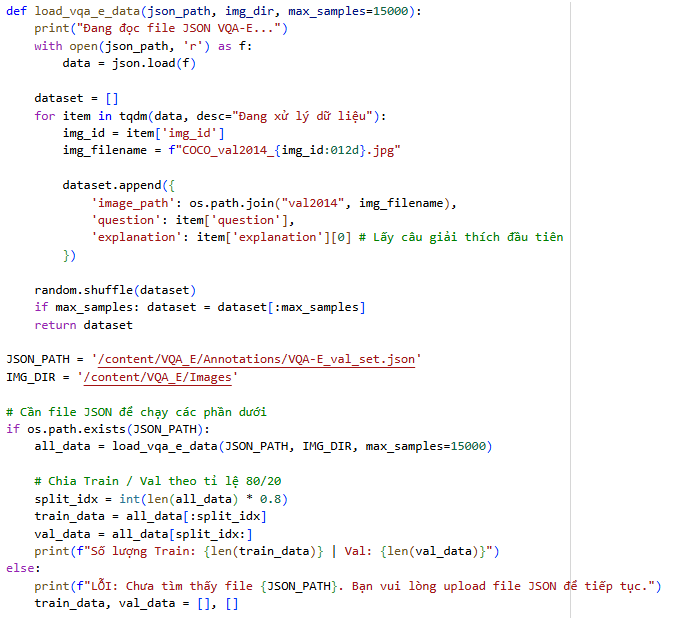 def load_vqa_e_data(json_path, img_dir, max_samples=15000):
    print("Đang đọc file JSON VQA-E...")
    with open(json_path, 'r') as f:
        data = json.load(f)

    dataset = []
    for item in tqdm(data, desc="Đang xử lý dữ liệu"):
        img_id = item['img_id']
        img_filename = f"COCO_val2014_{img_id:012d}.jpg"

        dataset.append({
            'image_path': os.path.join("val2014", img_filename),
            'question': item['question'],
            'explanation': item['explanation'][0] # Lấy câu giải thích đầu tiên
        })

    random.shuffle(dataset)
    if max_samples: dataset = dataset[:max_samples]
    return dataset

JSON_PATH = '/content/VQA_E/Annotations/VQA-E_val_set.json'
IMG_DIR = '/content/VQA_E/Images'

# Cần file JSON để chạy các phần dưới
if os.path.exists(JSON_PATH):
    all_data = load_vqa_e_data(JSON_PATH, IMG_DIR, max_samples=15000)

    # Chia Train / Val theo tỉ lệ 80/20
    split_idx = int(len(all_data) * 0.8)
    train_data = all_data[:split_idx]
    val_data = all_data[split_idx:]
    print(f"Số lượng Train: {len(train_data)} | Val: {len(val_data)}")
else:
    print(f"LỖI: Chưa tìm thấy file {JSON_PATH}. Bạn vui lòng upload file JSON để tiếp tục.")
    train_data, val_data = [], []